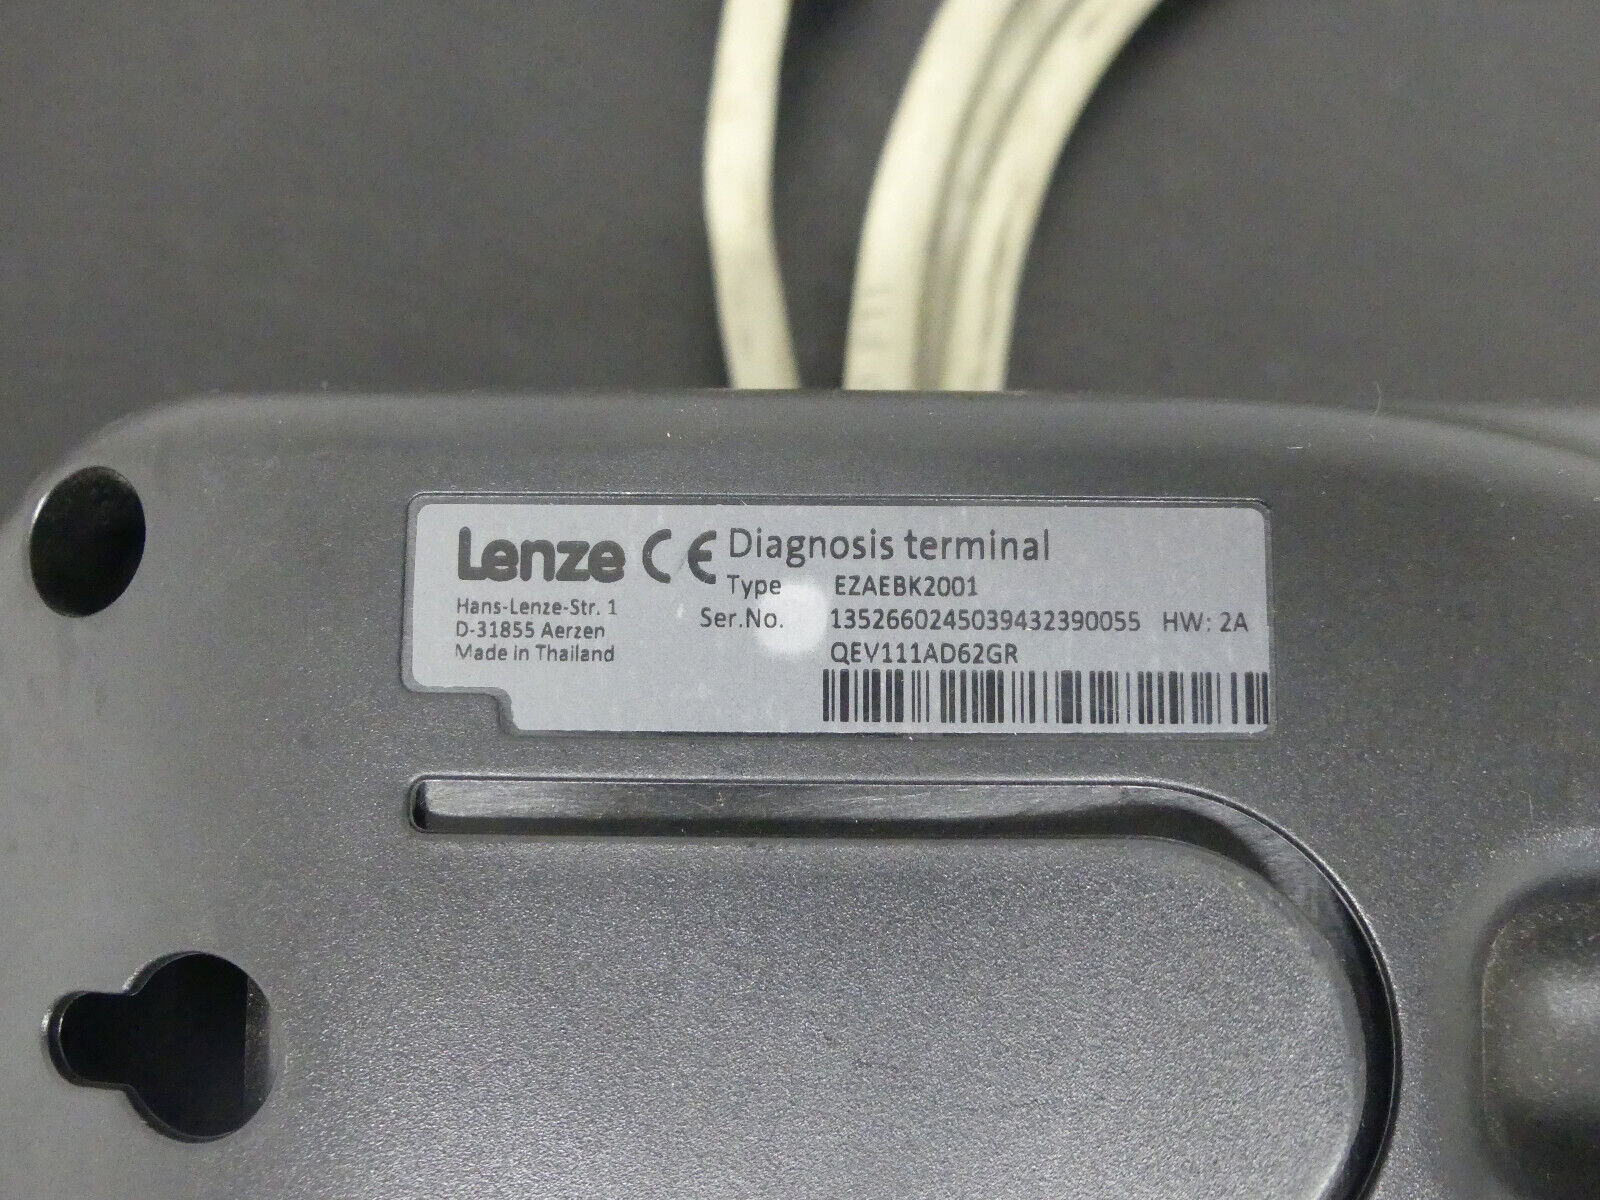 Lenze CE Diagnosis terminal
Type EZAEBK2001
Hans-Lenze-Str. 1
Ser.No. 1352660245039432390055 HW: 2A
D-31855 Aerzen
Made in Thailand
QEV111AD62GR